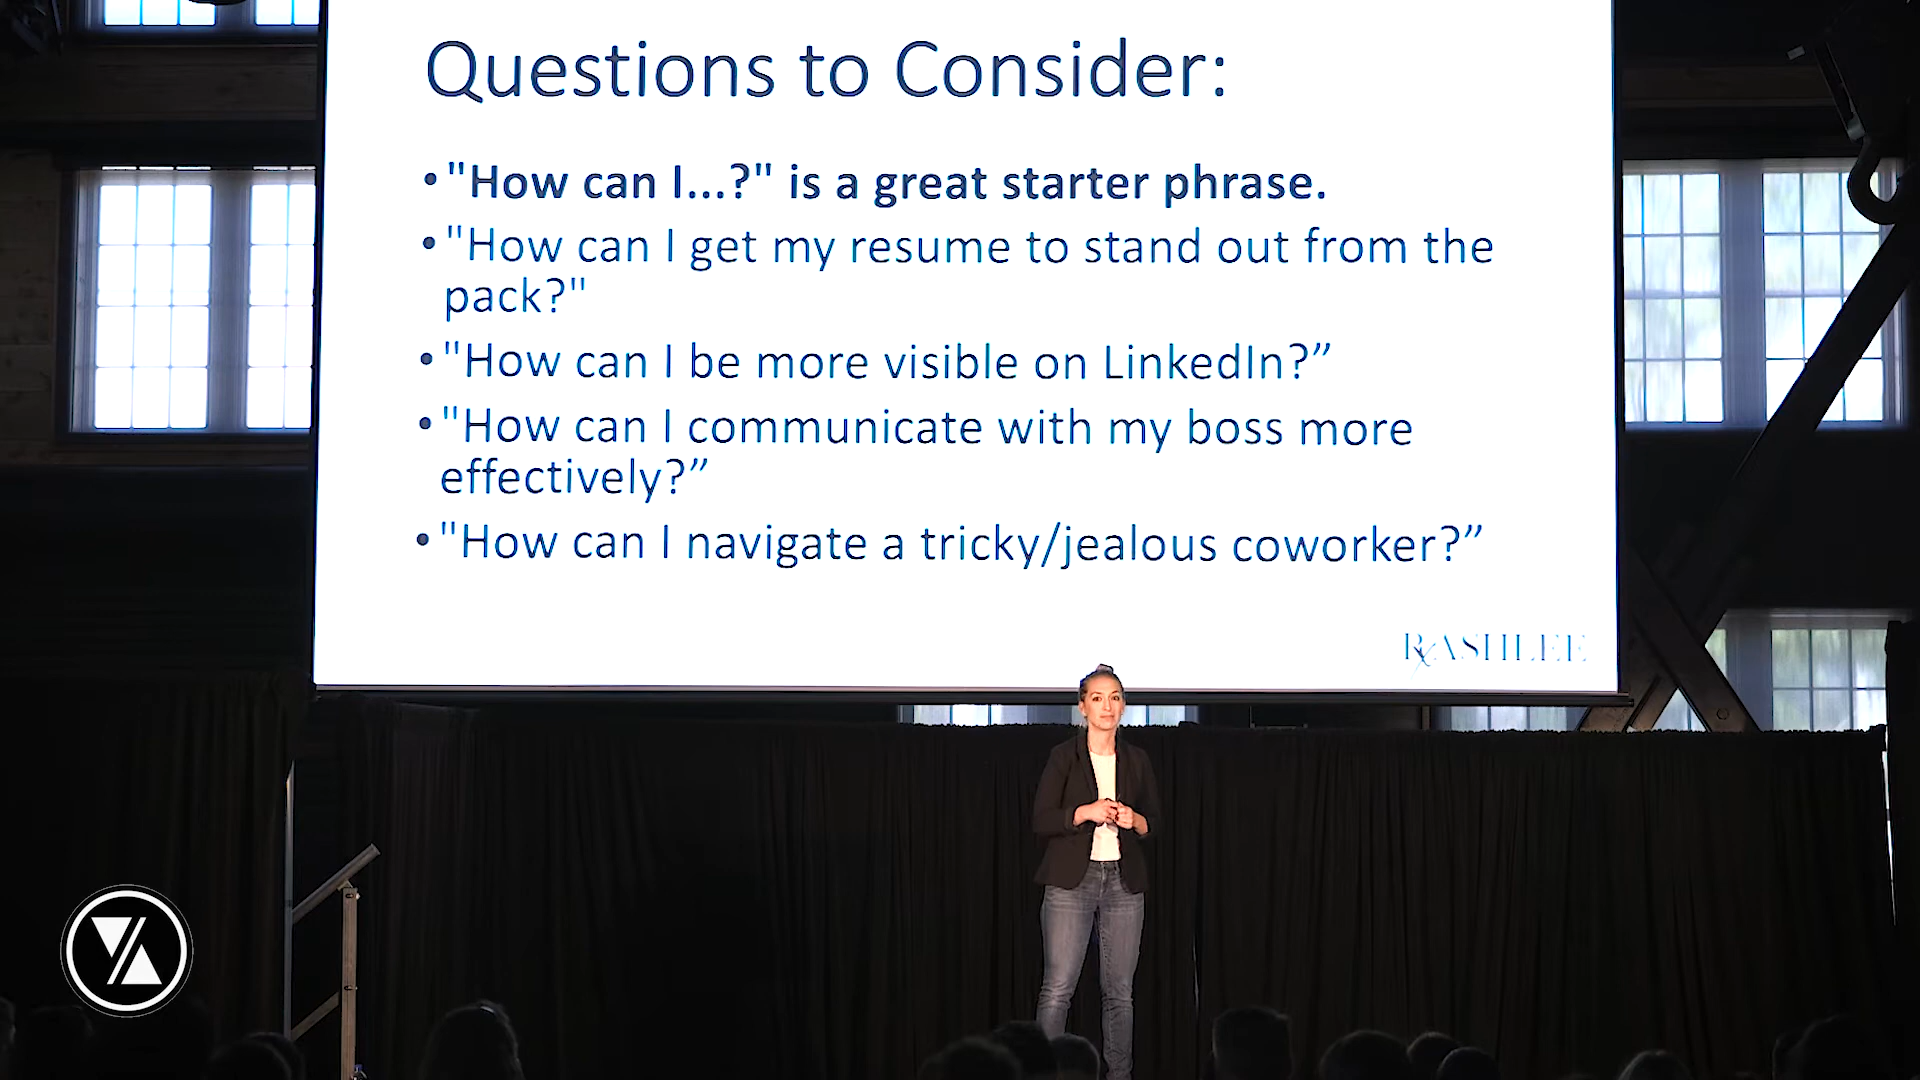 Questions to Consider:
•"How can I...?" is a great starter phrase.
•"How can I get my resume to stand out from the
pack?"
•"How can I be more visible on LinkedIn?”
•"How can I communicate with my boss more
effectively?”
•"How can I navigate a tricky/jealous coworker?”
RxASHLEE